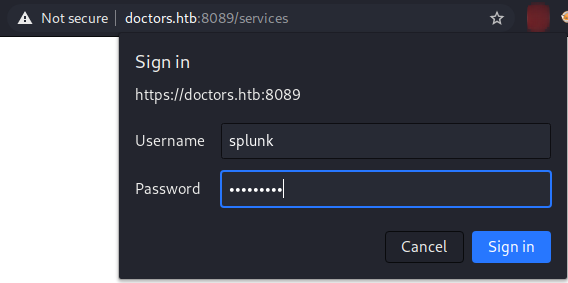 Not secure | doctors.htb:8089/services
Sign in
https://doctors.htb:8089
Username splunk
Password •••••••••
Cancel Sign in